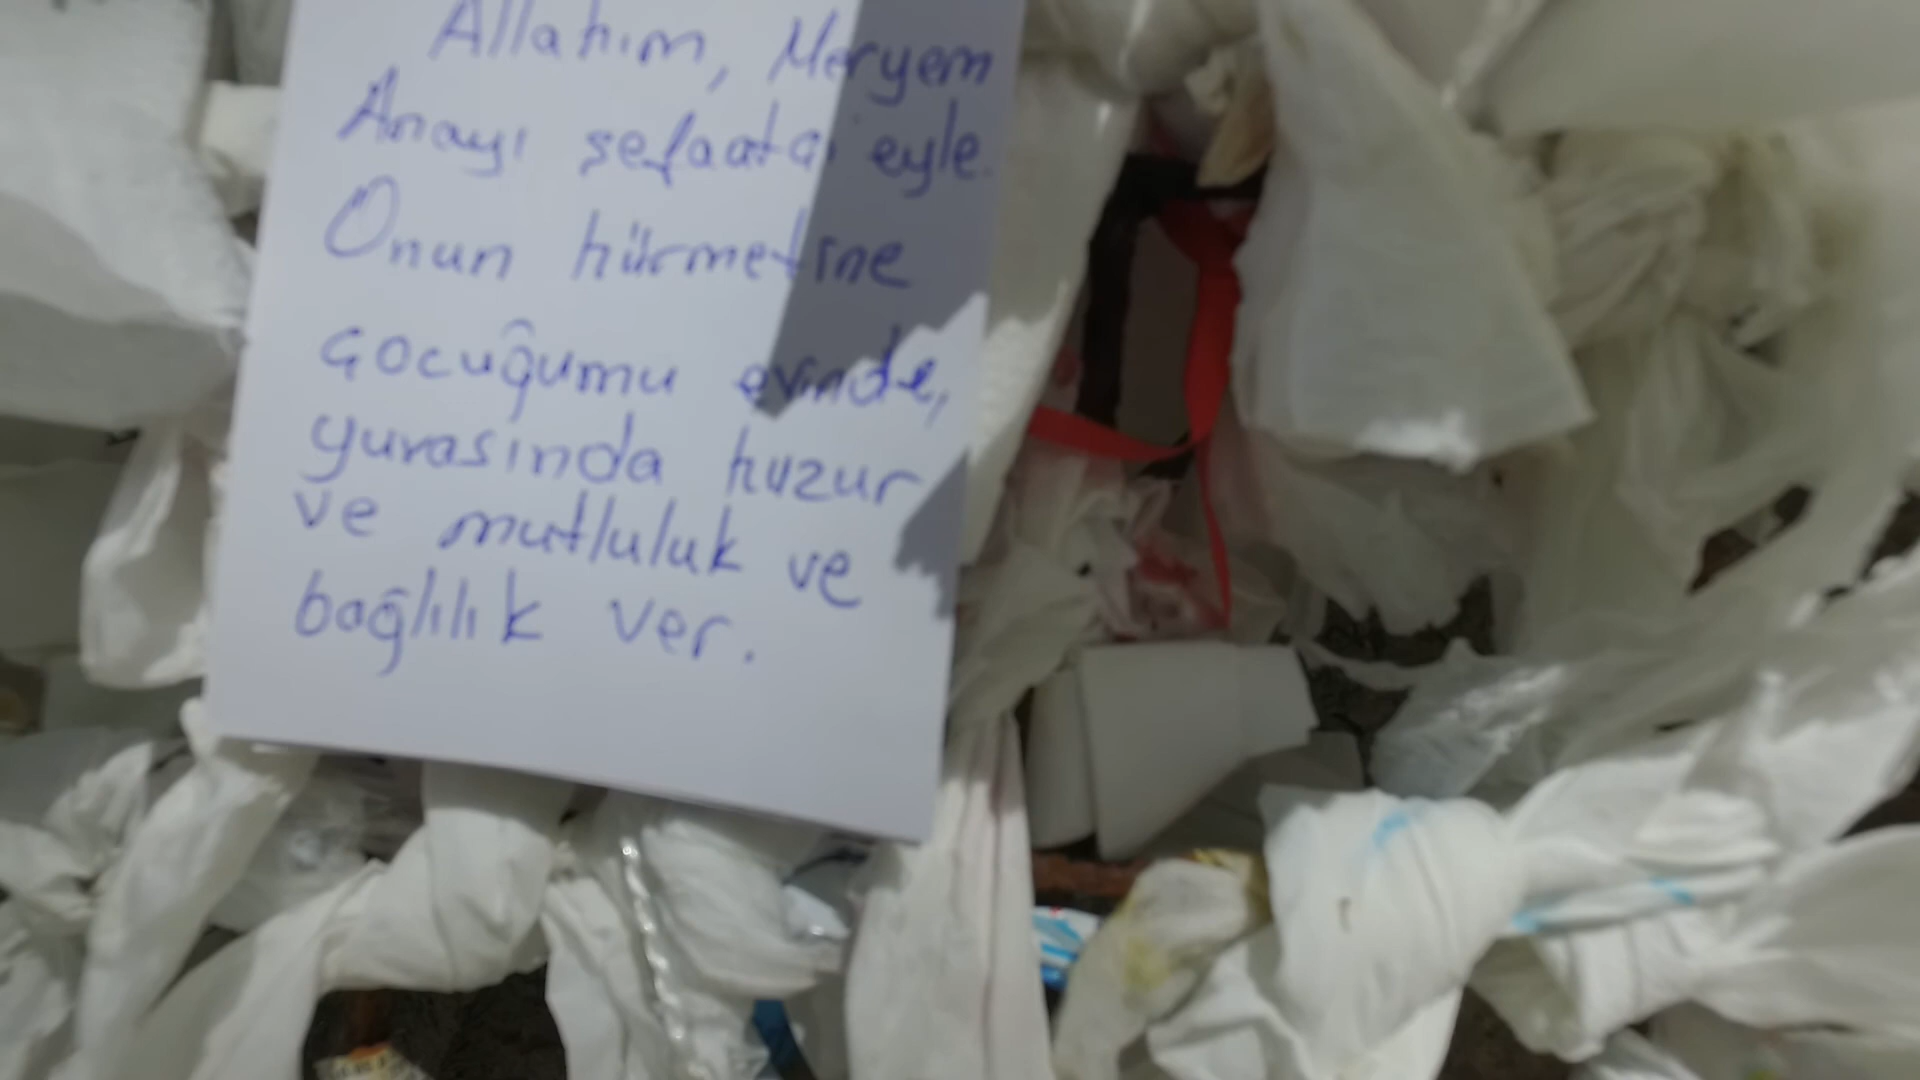 Allahım, Meryem
Anayı şefaatçi eyle.
Onun hürmetine
çocuğumu evinde,
yuvasında huzur
ve mutluluk ve
bağlılık ver.